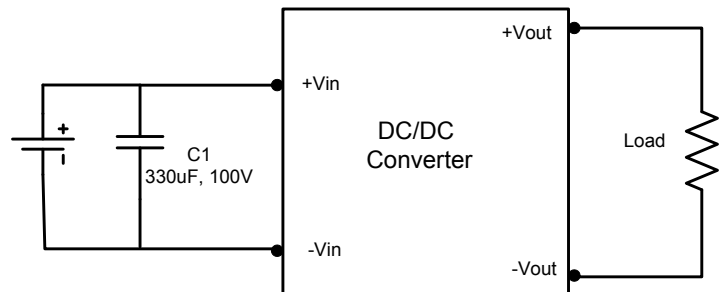 +Vout
+Vin
DC/DC
Converter
Load
+
-
C1
330uF, 100V
-Vin
-Vout